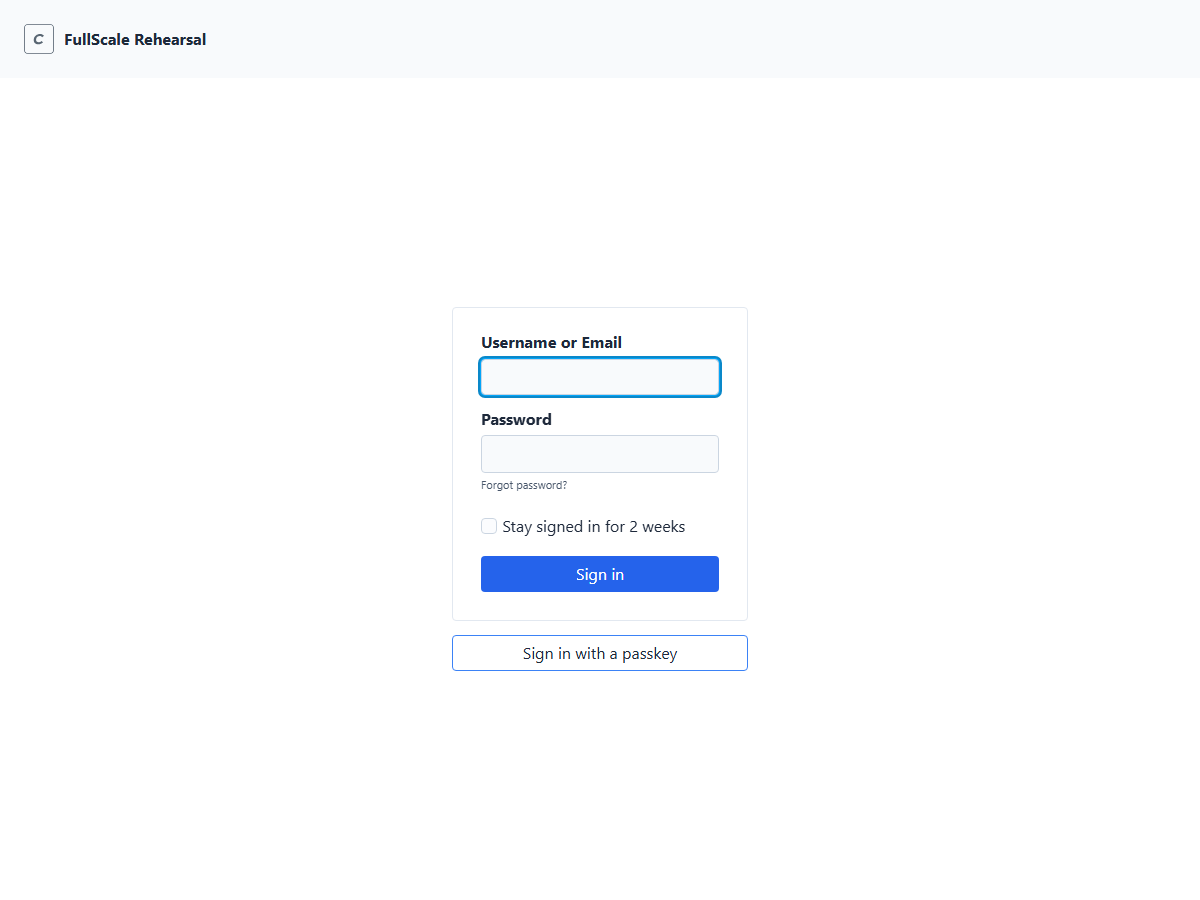 C FullScale Rehearsal
Username or Email
Password
Forgot password?
Stay signed in for 2 weeks
Sign in
Sign in with a passkey